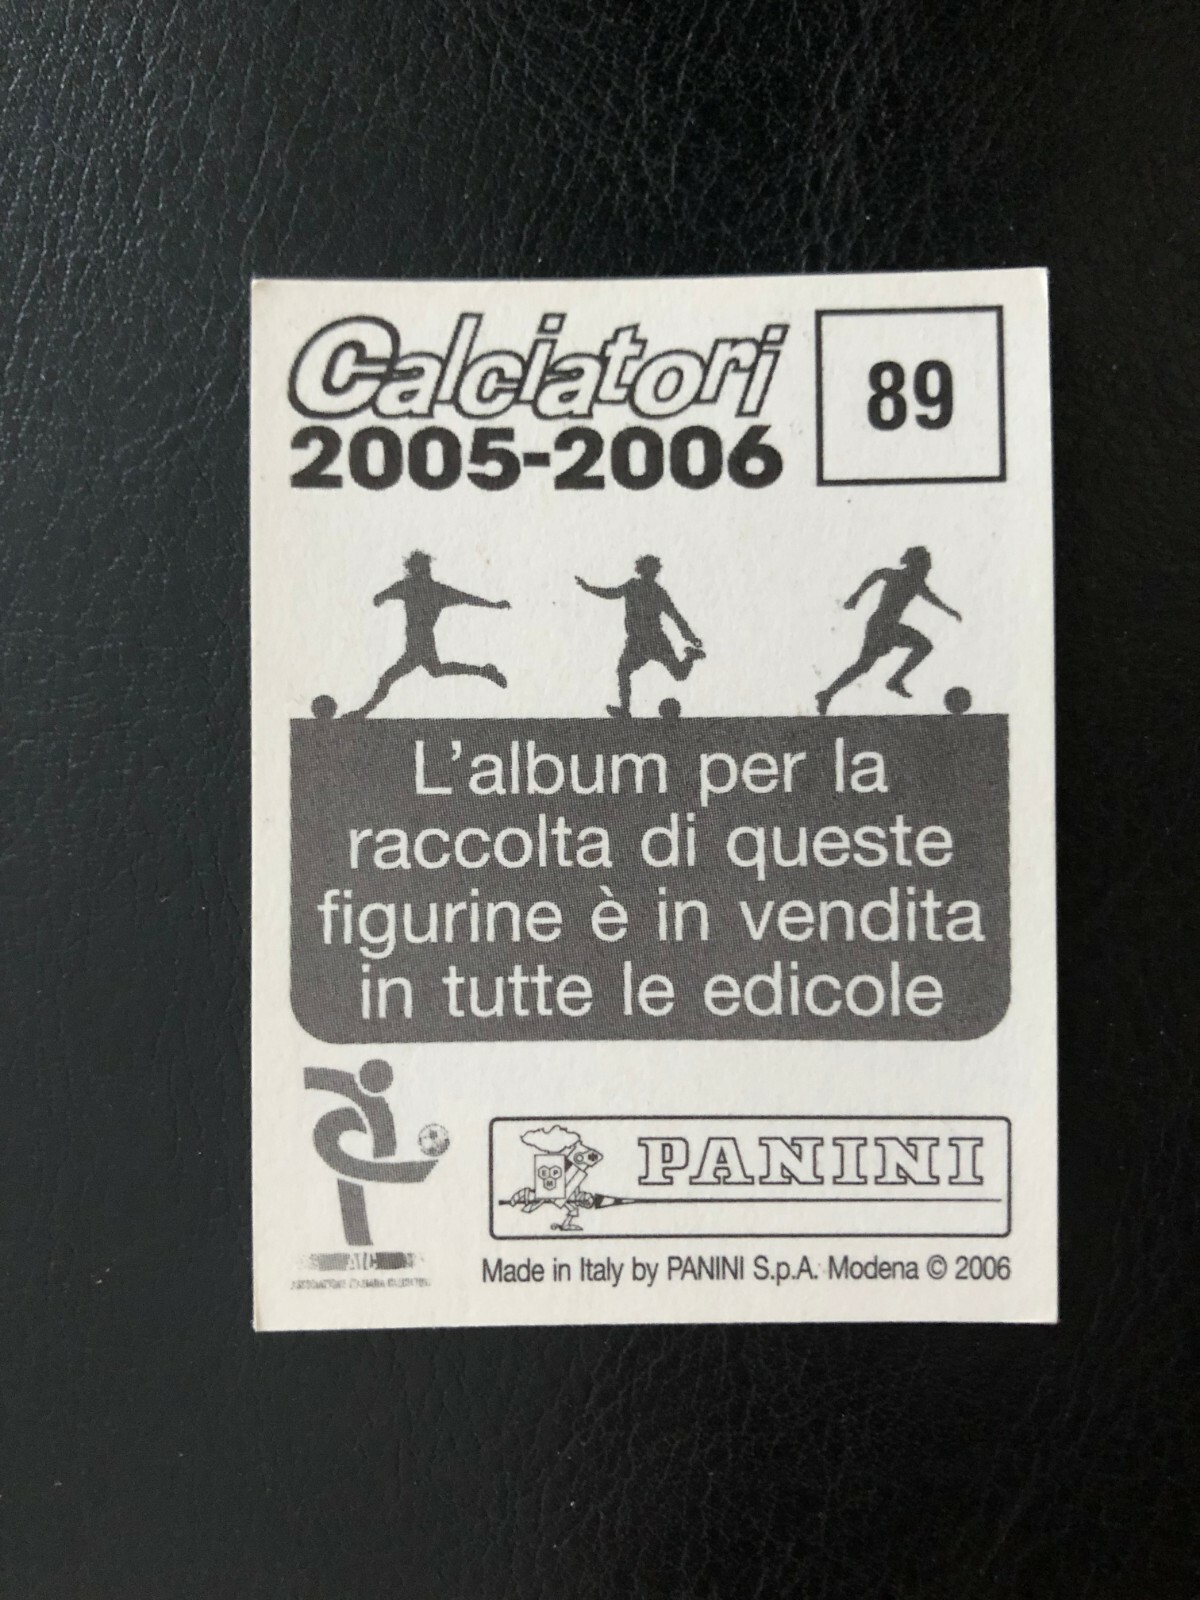 Calciatori
2005-2006
89
L'album per la
raccolta di queste
figurine è in vendita
in tutte le edicole
PANINI
Made in Italy by PANINI S.p.A. Modena © 2006